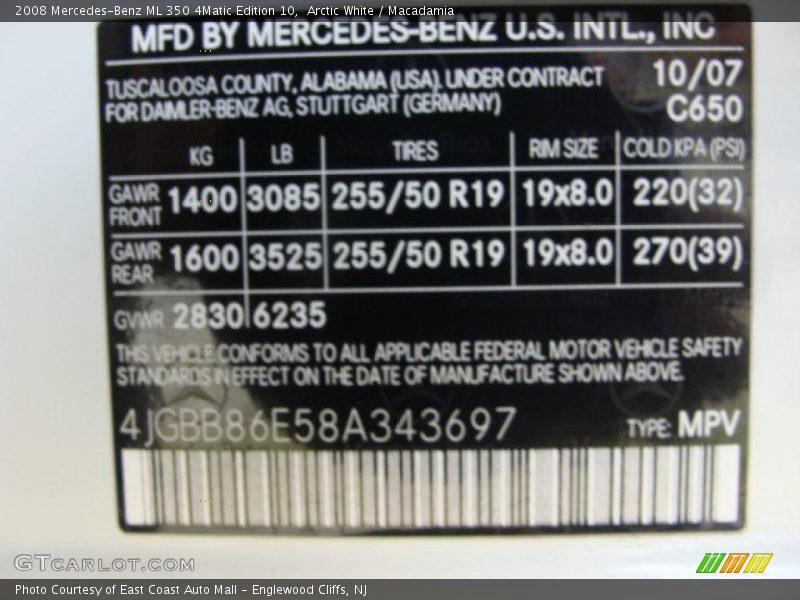 2008 Mercedes-Benz ML 350 4Matic Edition 10, Arctic White / Macadamia
MFD BY MERCEDES-BENZ U.S. INTL., INC
TUSCALOOSA COUNTY, ALABAMA (USA), UNDER CONTRACT 10/07
FOR DAIMLER-BENZ AG, STUTTGART (GERMANY) C650
KG LB TIRES RIM SIZE COLD KPA (PSI)
GAWR FRONT 1400 3085 255/50 R19 19x8.0 220(32)
GAWR REAR 1600 3525 255/50 R19 19x8.0 270(39)
GVWR 2830 6235
THIS VEHICLE CONFORMS TO ALL APPLICABLE FEDERAL MOTOR VEHICLE SAFETY
STANDARDS IN EFFECT ON THE DATE OF MANUFACTURE SHOWN ABOVE.
4JGBB86E58A343697 TYPE: MPV
GTCARLOT.COM
Photo Courtesy of East Coast Auto Mall - Englewood Cliffs, NJ